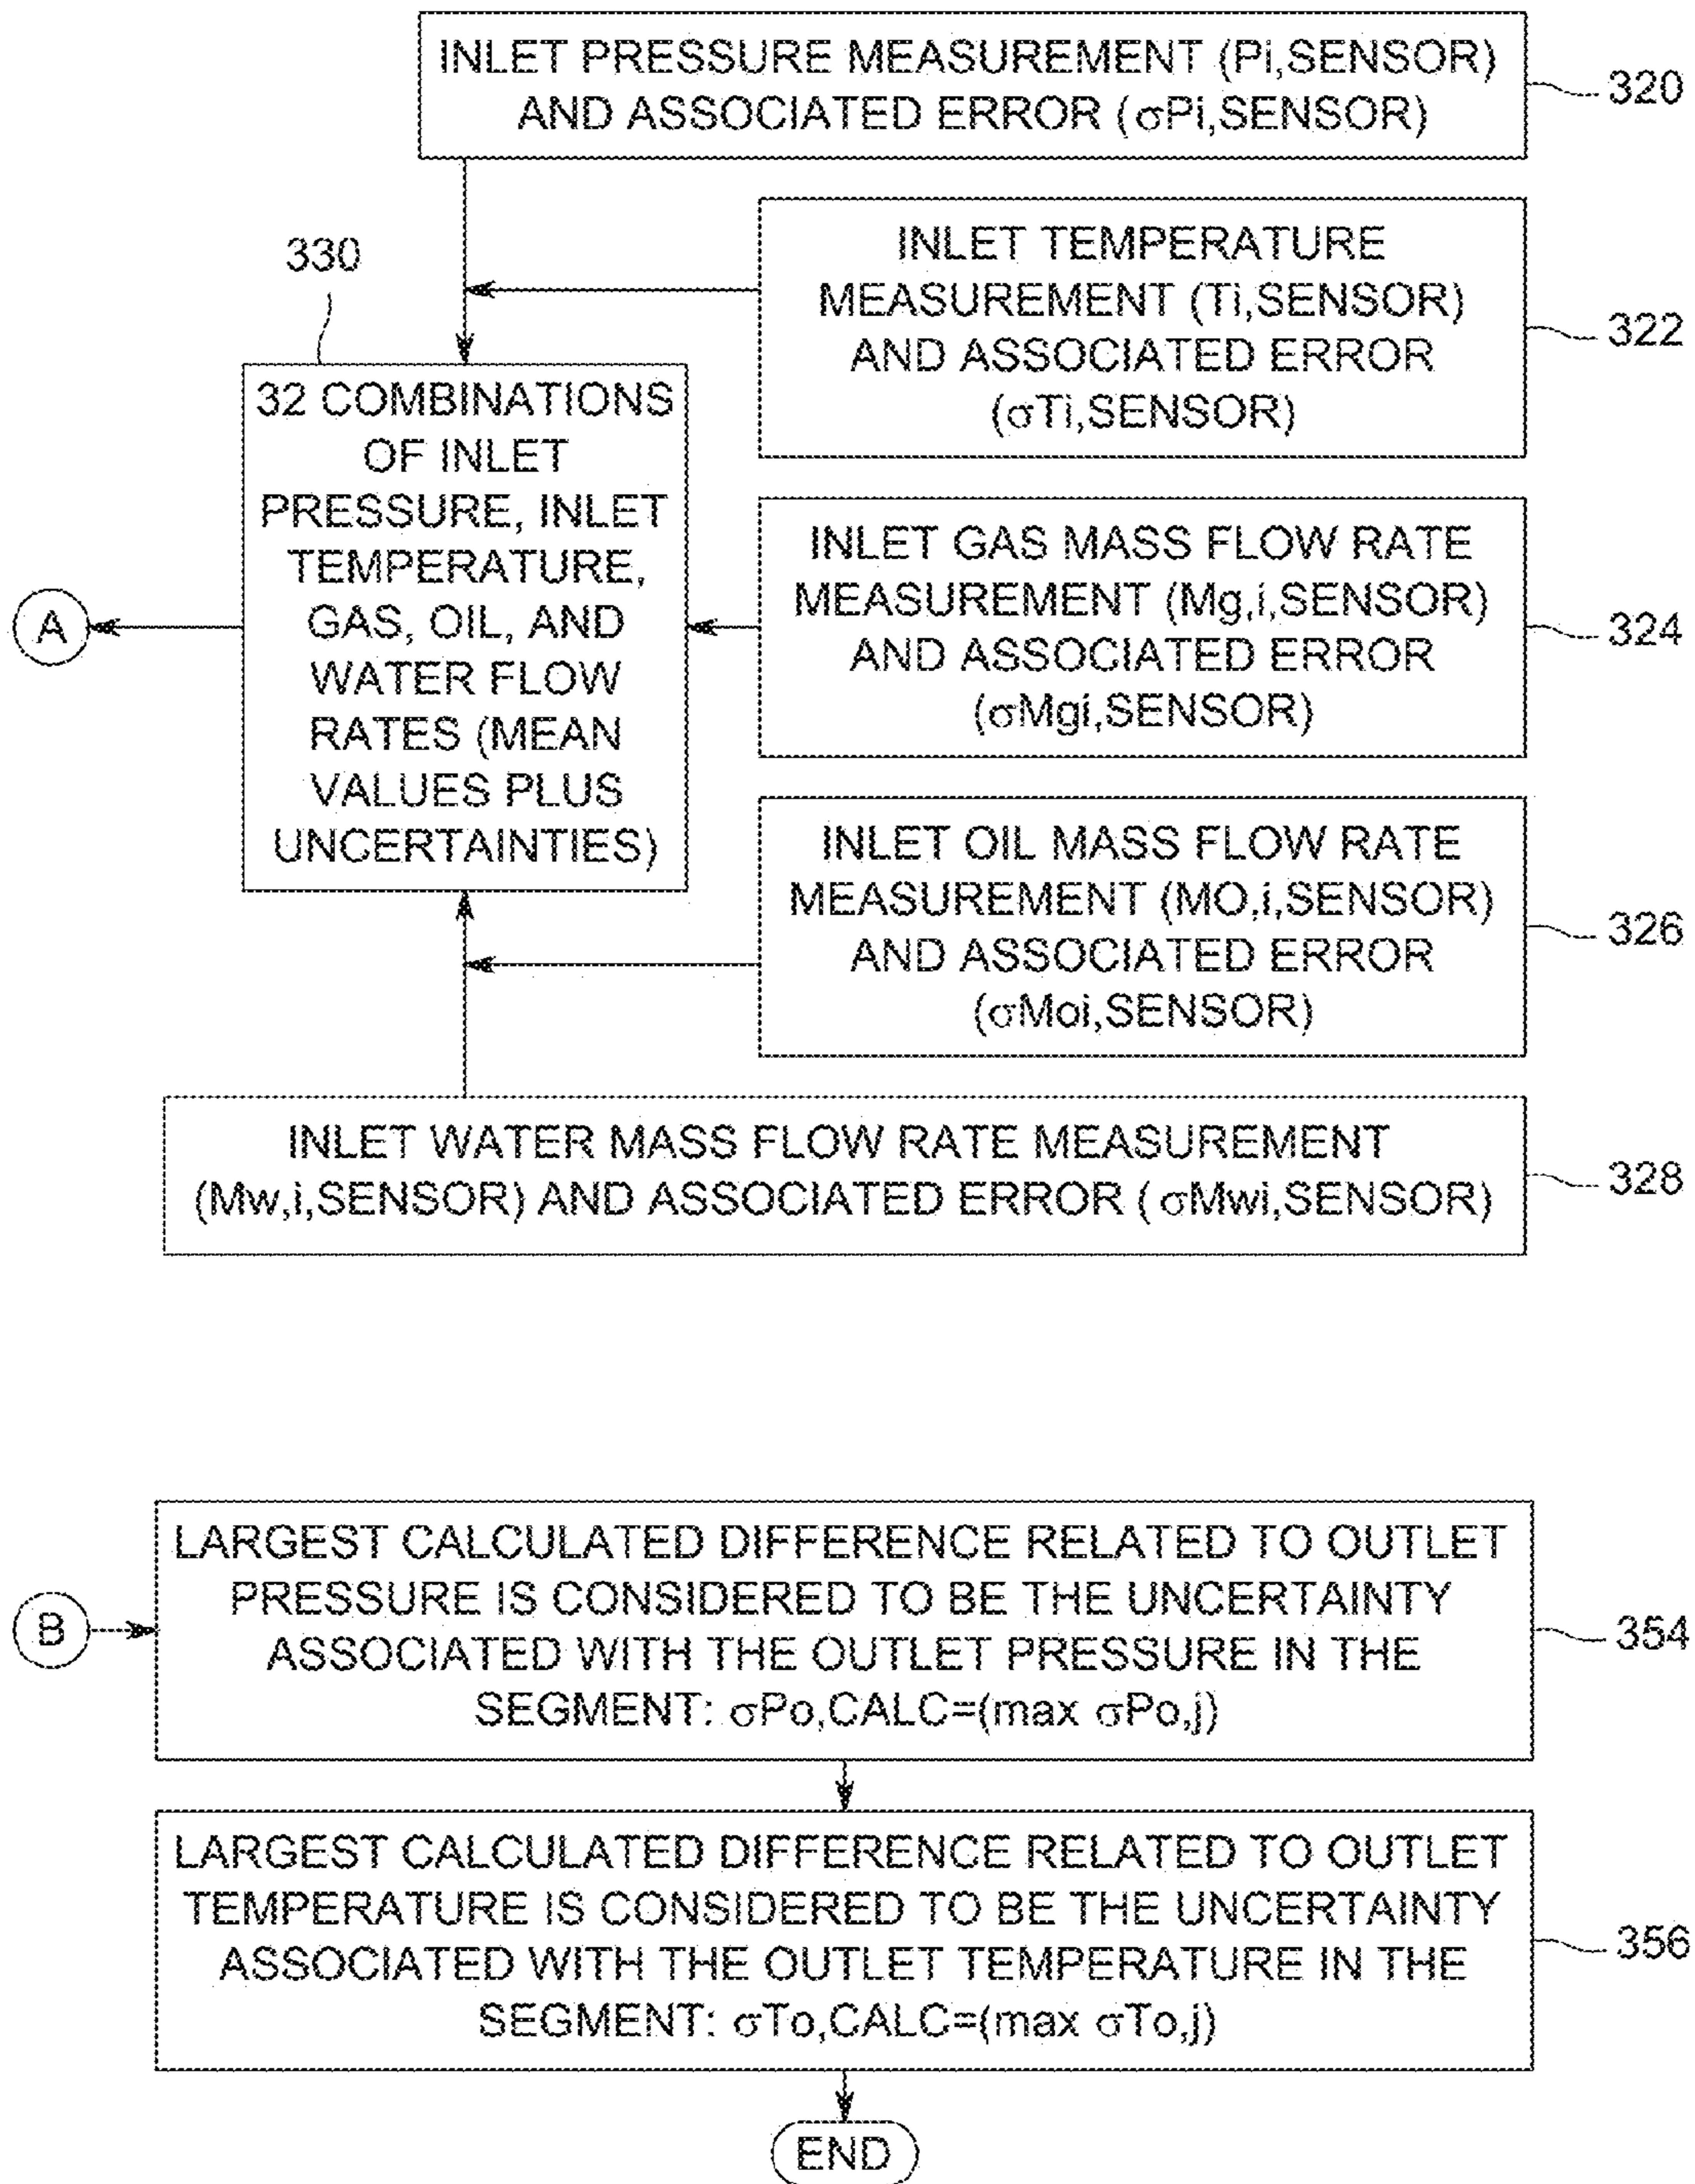 INLET PRESSURE MEASUREMENT (Pi,SENSOR)
AND ASSOCIATED ERROR (σPi,SENSOR)
320
INLET TEMPERATURE
MEASUREMENT (Ti,SENSOR)
AND ASSOCIATED ERROR
(σTi,SENSOR)
322
330
32 COMBINATIONS
OF INLET
PRESSURE, INLET
TEMPERATURE,
GAS, OIL, AND
WATER FLOW
RATES (MEAN
VALUES PLUS
UNCERTAINTIES)
A
INLET GAS MASS FLOW RATE
MEASUREMENT (Mg,i,SENSOR)
AND ASSOCIATED ERROR
(σMgi,SENSOR)
324
INLET OIL MASS FLOW RATE
MEASUREMENT (MO,i,SENSOR)
AND ASSOCIATED ERROR
(σMoi,SENSOR)
326
INLET WATER MASS FLOW RATE MEASUREMENT
(Mw,i,SENSOR) AND ASSOCIATED ERROR ( σMwi,SENSOR)
328
B
LARGEST CALCULATED DIFFERENCE RELATED TO OUTLET
PRESSURE IS CONSIDERED TO BE THE UNCERTAINTY
ASSOCIATED WITH THE OUTLET PRESSURE IN THE
SEGMENT: σPo,CALC=(max σPo,j)
354
LARGEST CALCULATED DIFFERENCE RELATED TO OUTLET
TEMPERATURE IS CONSIDERED TO BE THE UNCERTAINTY
ASSOCIATED WITH THE OUTLET TEMPERATURE IN THE
SEGMENT: σTo,CALC=(max σTo,j)
356
END